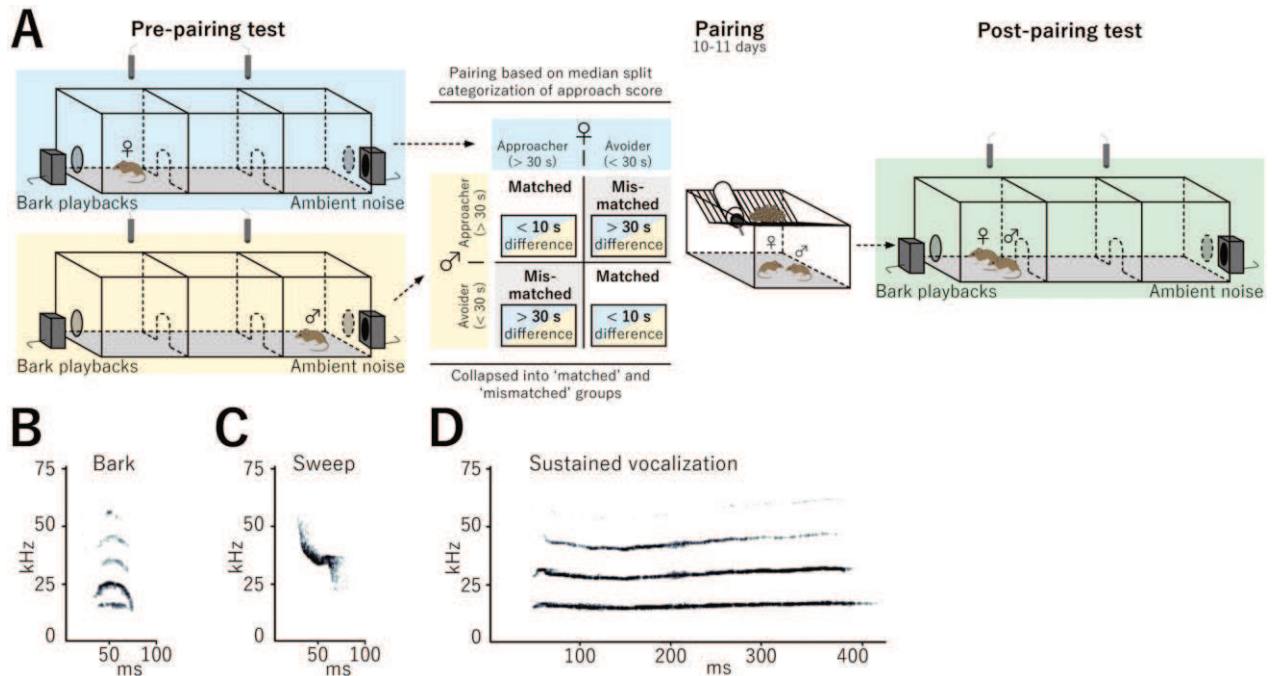 A
Pre-pairing test
Bark playbacks
Ambient noise
♀
Bark playbacks
Ambient noise
♂
Pairing based on median split
categorization of approach score
♀
Approacher
(> 30 s)
Avoider
(< 30 s)
♂
Approacher
(> 30 s)
Avoider
(< 30 s)
Matched
< 10 s
difference
Mis-
matched
> 30 s
difference
Mis-
matched
> 30 s
difference
Matched
< 10 s
difference
Collapsed into ‘matched’ and
‘mismatched’ groups
Pairing
10-11 days
♀
♂
Post-pairing test
♀
♂
Bark playbacks
Ambient noise
B
Bark
75
50
25
0
kHz
50
100
ms
C
Sweep
75
50
25
0
kHz
50
100
ms
D
Sustained vocalization
75
50
25
0
kHz
100
200
300
400
ms